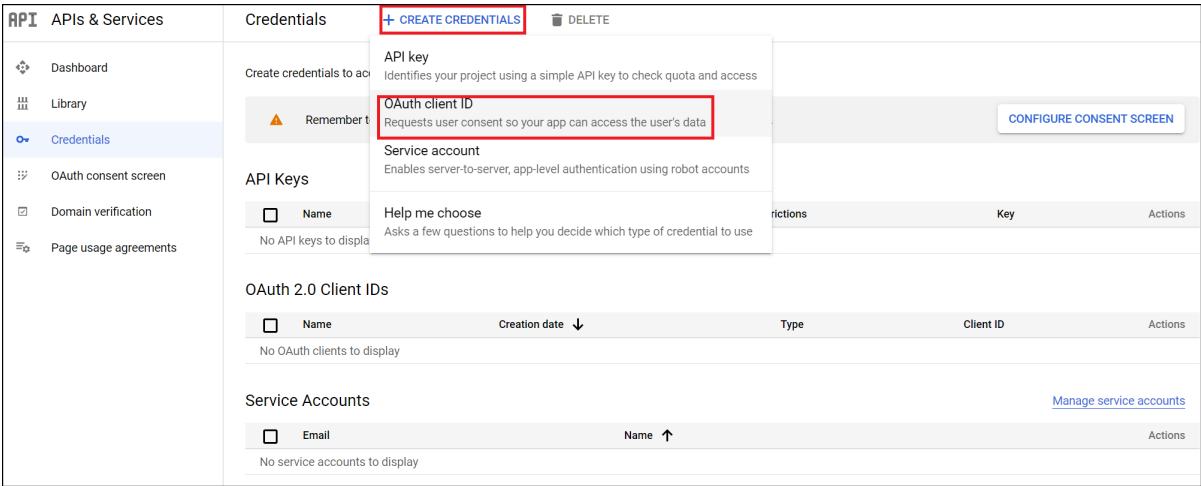 API APIs & Services
Credentials
+ CREATE CREDENTIALS
DELETE
Dashboard
Library
Credentials
OAuth consent screen
Domain verification
Page usage agreements
Create credentials to
API key
Identifies your project using a simple API key to check quota and access
OAuth client ID
Requests user consent so your app can access the user's data
Service account
Enables server-to-server, app-level authentication using robot accounts
Help me choose
Asks a few questions to help you decide which type of credential to use
Remember
CONFIGURE CONSENT SCREEN
API Keys
Name Key Actions
No API keys to
OAuth 2.0 Client IDs
Name Creation date Type Client ID Actions
No OAuth clients to display
Service Accounts
Manage service accounts
Email Name Actions
No service accounts to display